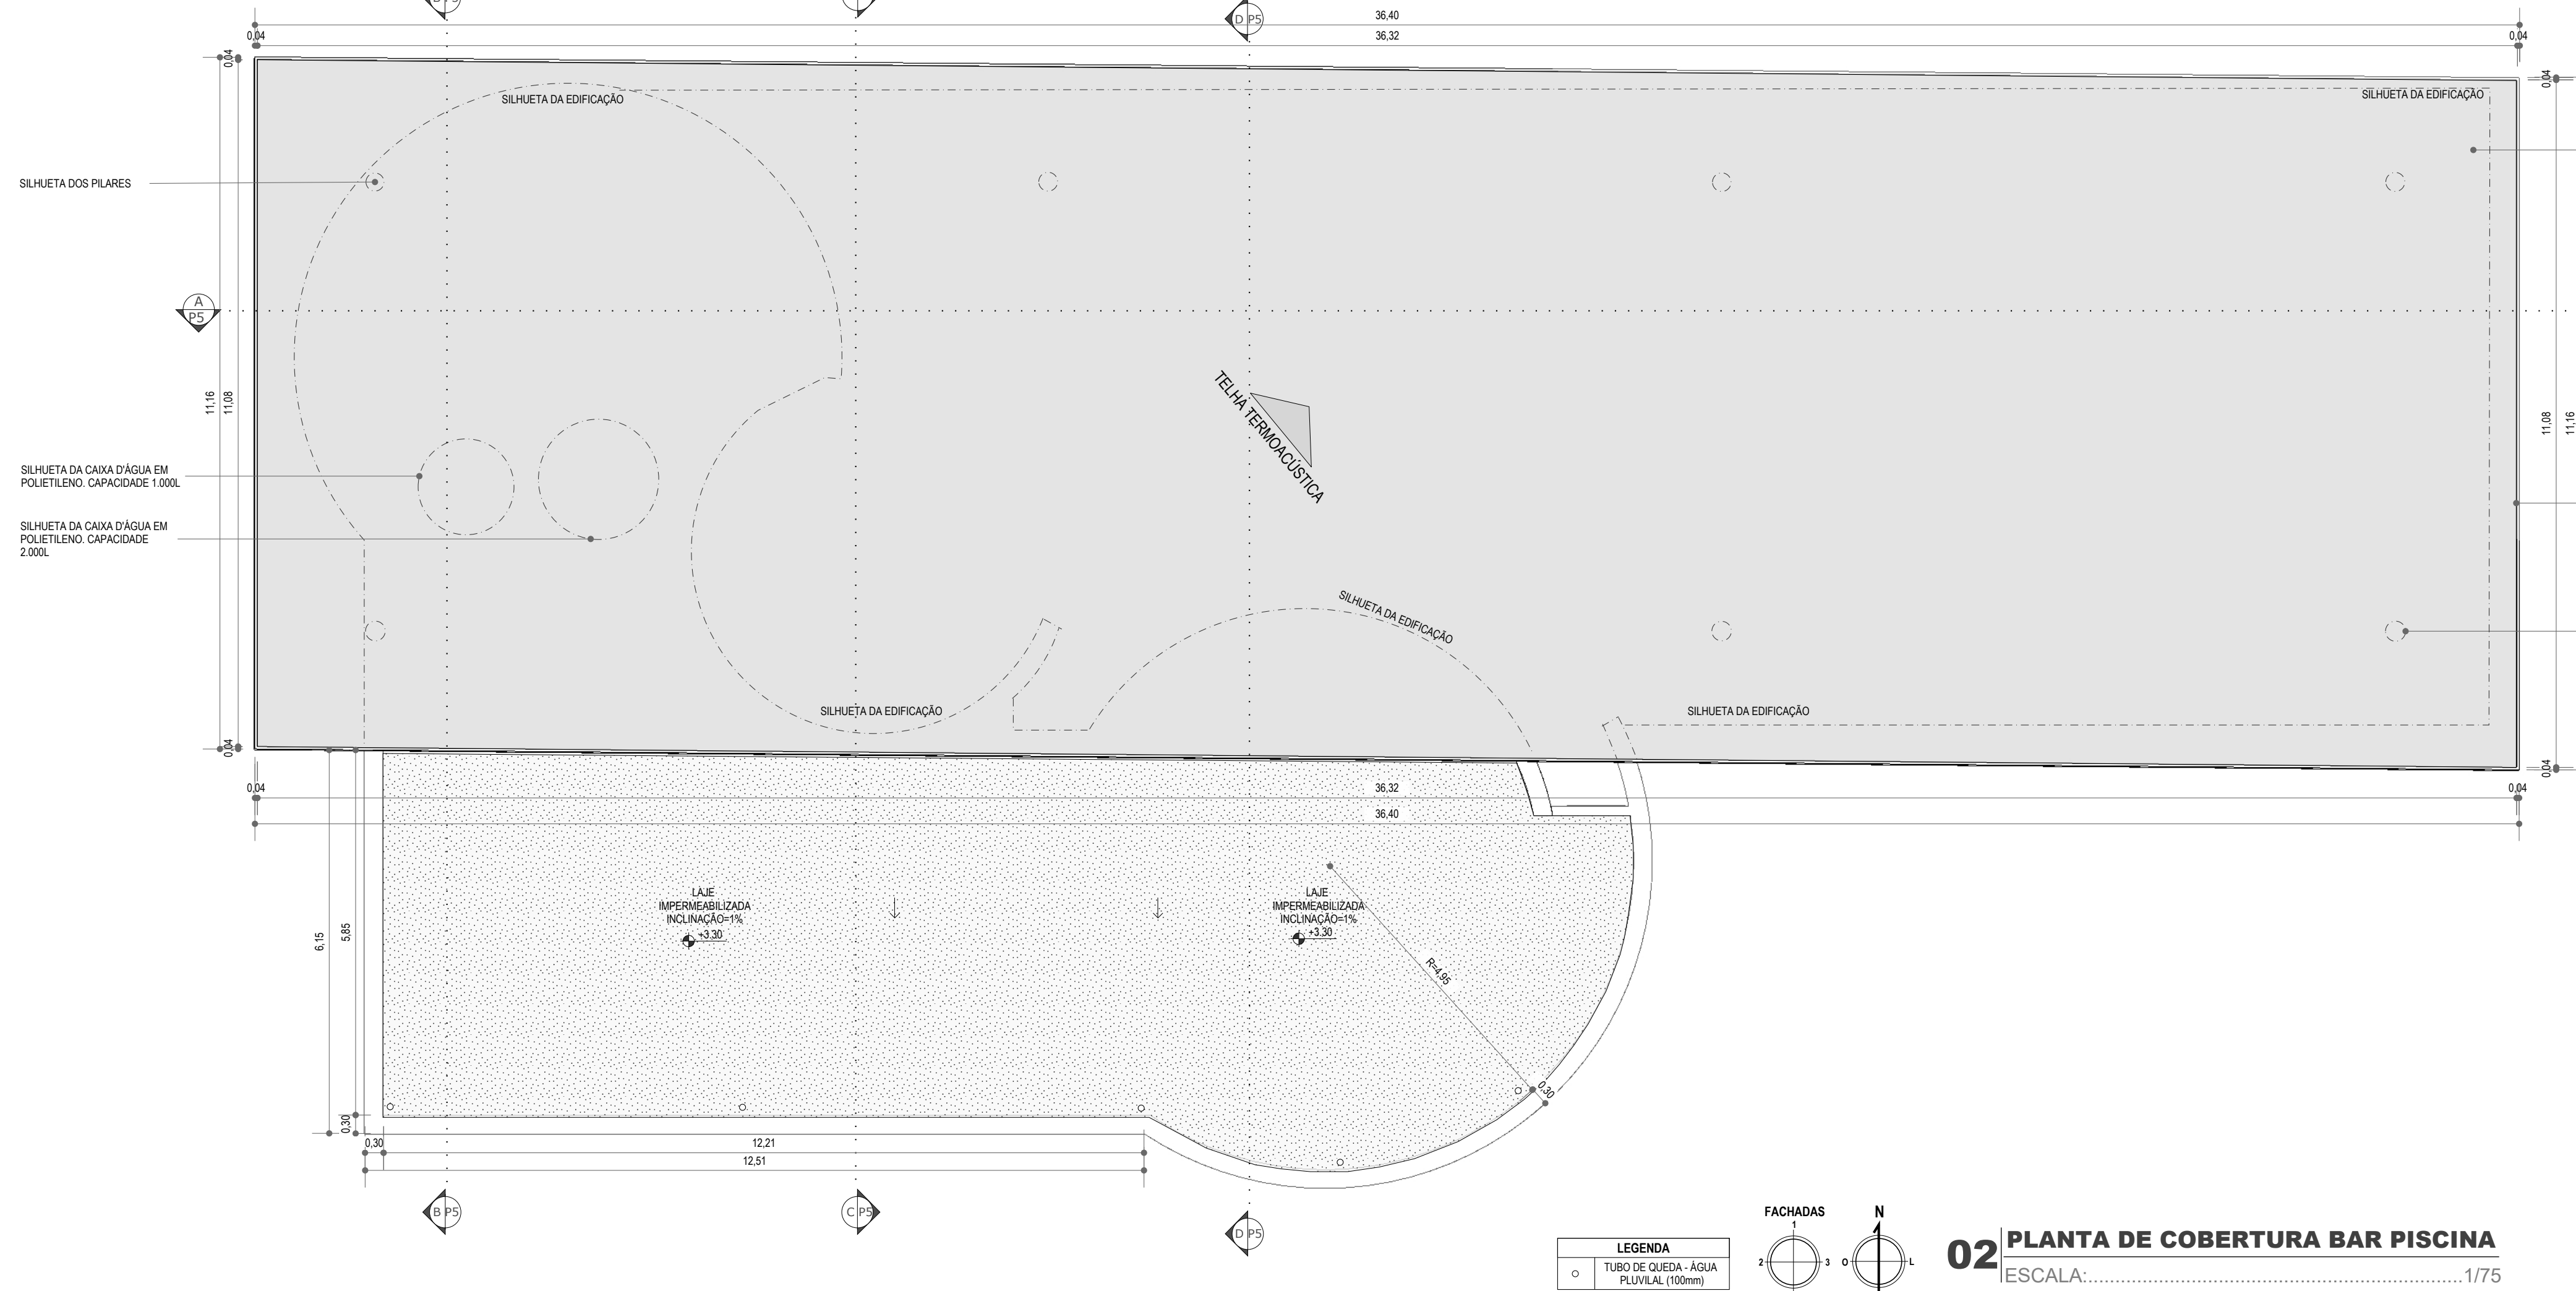 D P5
36,40
0,04
36,32
0,04
0,04
0,04
SILHUETA DA EDIFICAÇÃO
SILHUETA DA EDIFICAÇÃO
SILHUETA DOS PILARES
A
P5
11,16
11,08
TELHA TERMOACÚSTICA
11,08
11,16
SILHUETA DA CAIXA D'ÁGUA EM
POLIETILENO. CAPACIDADE 1.000L
SILHUETA DA CAIXA D'ÁGUA EM
POLIETILENO. CAPACIDADE
2.000L
SILHUETA DA EDIFICAÇÃO
SILHUETA DA EDIFICAÇÃO
SILHUETA DA EDIFICAÇÃO
0,04
0,04
0,04
36,32
0,04
36,40
LAJE
IMPERMEABILIZADA
INCLINAÇÃO=1%
+3.30
LAJE
IMPERMEABILIZADA
INCLINAÇÃO=1%
+3.30
6,15
5,85
R=4,95
0,30
0,30
0,30
12,21
12,51
B P5
C P5
D P5
LEGENDA
TUBO DE QUEDA - ÁGUA
PLUVILAL (100mm)
FACHADAS
1
2
3
N
O
L
02
PLANTA DE COBERTURA BAR PISCINA
ESCALA:..................................................................1/75